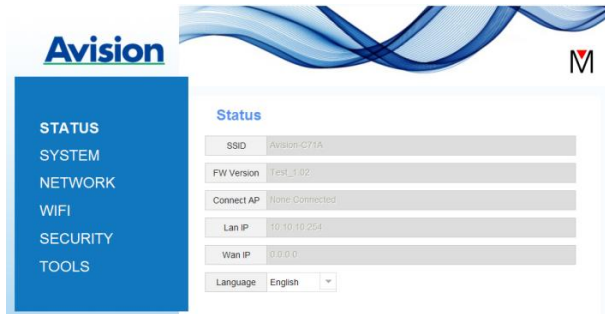 Avision
M
STATUS
SYSTEM
NETWORK
WIFI
SECURITY
TOOLS
Status
SSID Avision-C71A
FW Version Test_1.02
Connect AP None Connected
Lan IP 10.10.10.254
Wan IP 0.0.0.0
Language English